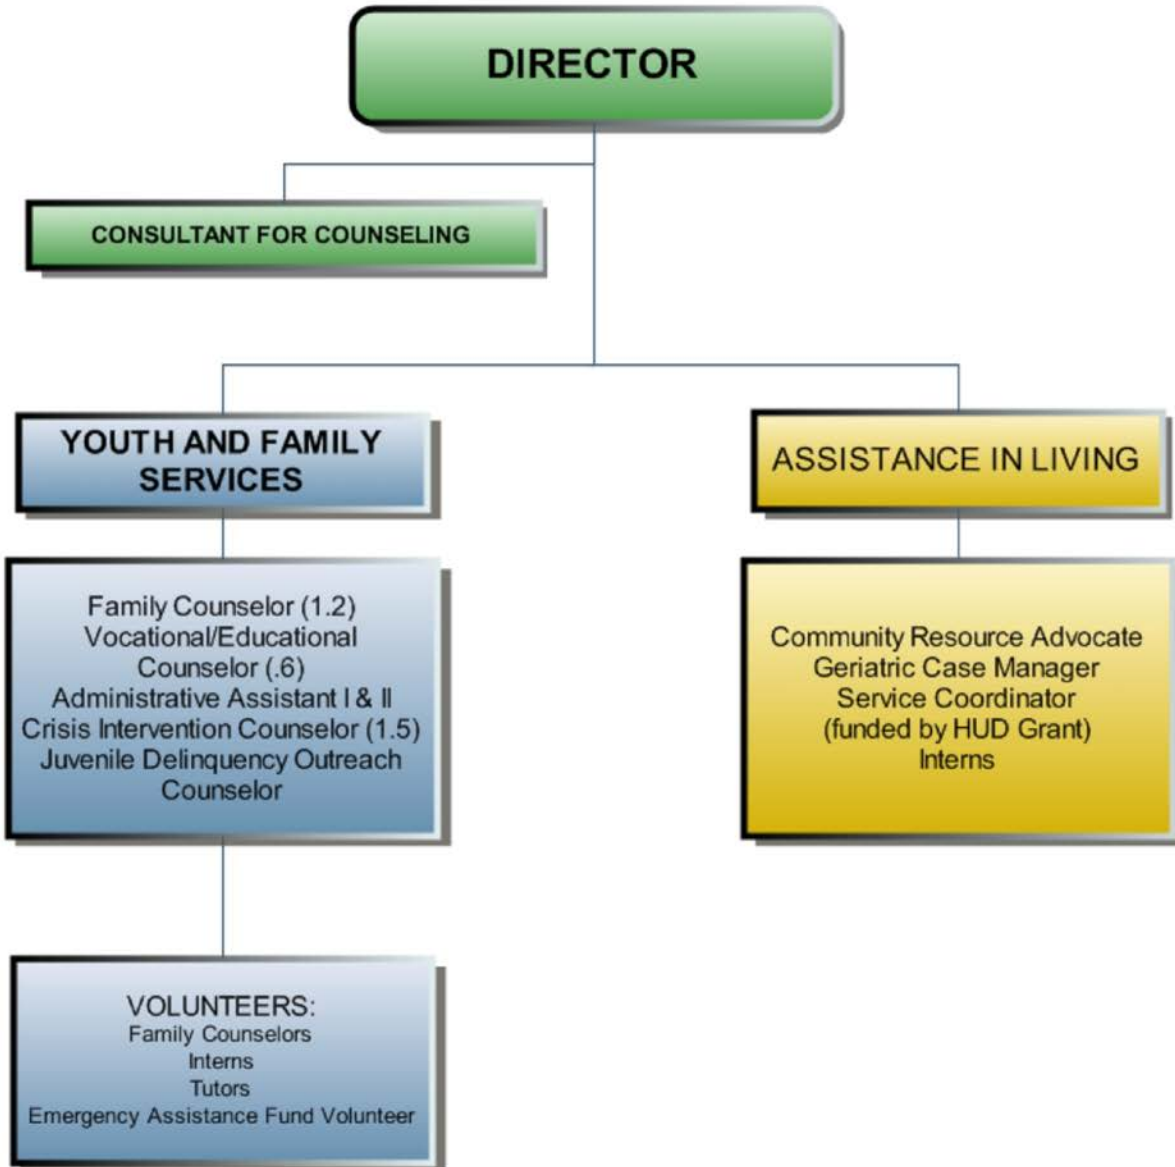 DIRECTOR
CONSULTANT FOR COUNSELING
YOUTH AND FAMILY
SERVICES
ASSISTANCE IN LIVING
Family Counselor (1.2)
Vocational/Educational
Counselor (.6)
Administrative Assistant I & II
Crisis Intervention Counselor (1.5)
Juvenile Delinquency Outreach
Counselor
Community Resource Advocate
Geriatric Case Manager
Service Coordinator
(funded by HUD Grant)
Interns
VOLUNTEERS:
Family Counselors
Interns
Tutors
Emergency Assistance Fund Volunteer